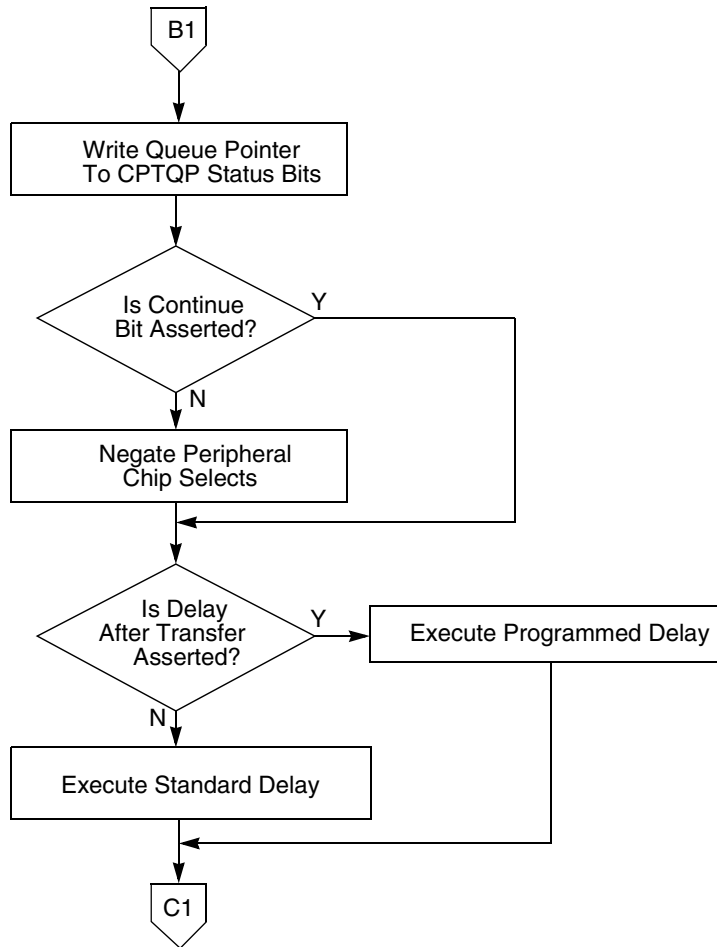 B1
Write Queue Pointer
To CPTQP Status Bits
Is Continue
Bit Asserted?
Y
N
Negate Peripheral
Chip Selects
Is Delay
After Transfer
Asserted?
Y
Execute Programmed Delay
N
Execute Standard Delay
C1